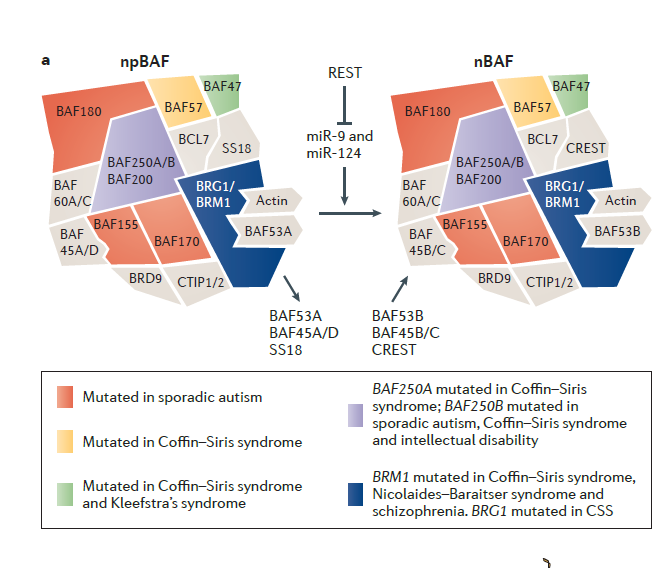 a
npBAF
nBAF
REST
miR-9 and
miR-124
BAF180
BAF57
BAF47
BCL7
SS18
BAF250A/B
BAF200
BAF
60A/C
BRG1/
BRM1
Actin
BAF53A
BAF
45A/D
BAF155
BAF170
BRD9
CTIP1/2
BAF180
BAF57
BAF47
BCL7
CREST
BAF250A/B
BAF200
BAF
60A/C
BRG1/
BRM1
Actin
BAF53B
BAF
45B/C
BAF155
BAF170
BRD9
CTIP1/2
BAF53A
BAF45A/D
SS18
BAF53B
BAF45B/C
CREST
Mutated in sporadic autism
Mutated in Coffin–Siris syndrome
Mutated in Coffin–Siris syndrome
and Kleefstra's syndrome
BAF250A mutated in Coffin–Siris
syndrome; BAF250B mutated in
sporadic autism, Coffin–Siris syndrome
and intellectual disability
BRM1 mutated in Coffin–Siris syndrome,
Nicolaides–Baraitser syndrome and
schizophrenia. BRG1 mutated in CSS